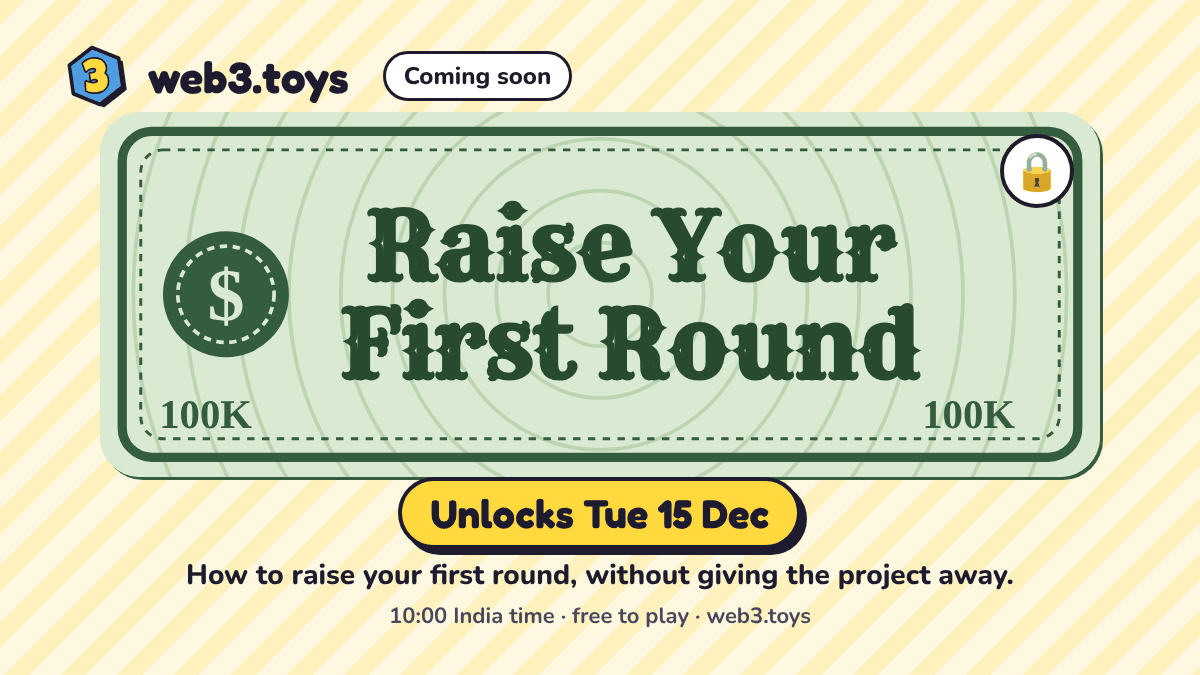 3 web3.toys Coming soon
Raise Your
First Round
$
100K 100K
Unlocks Tue 15 Dec
How to raise your first round, without giving the project away.
10:00 India time · free to play · web3.toys